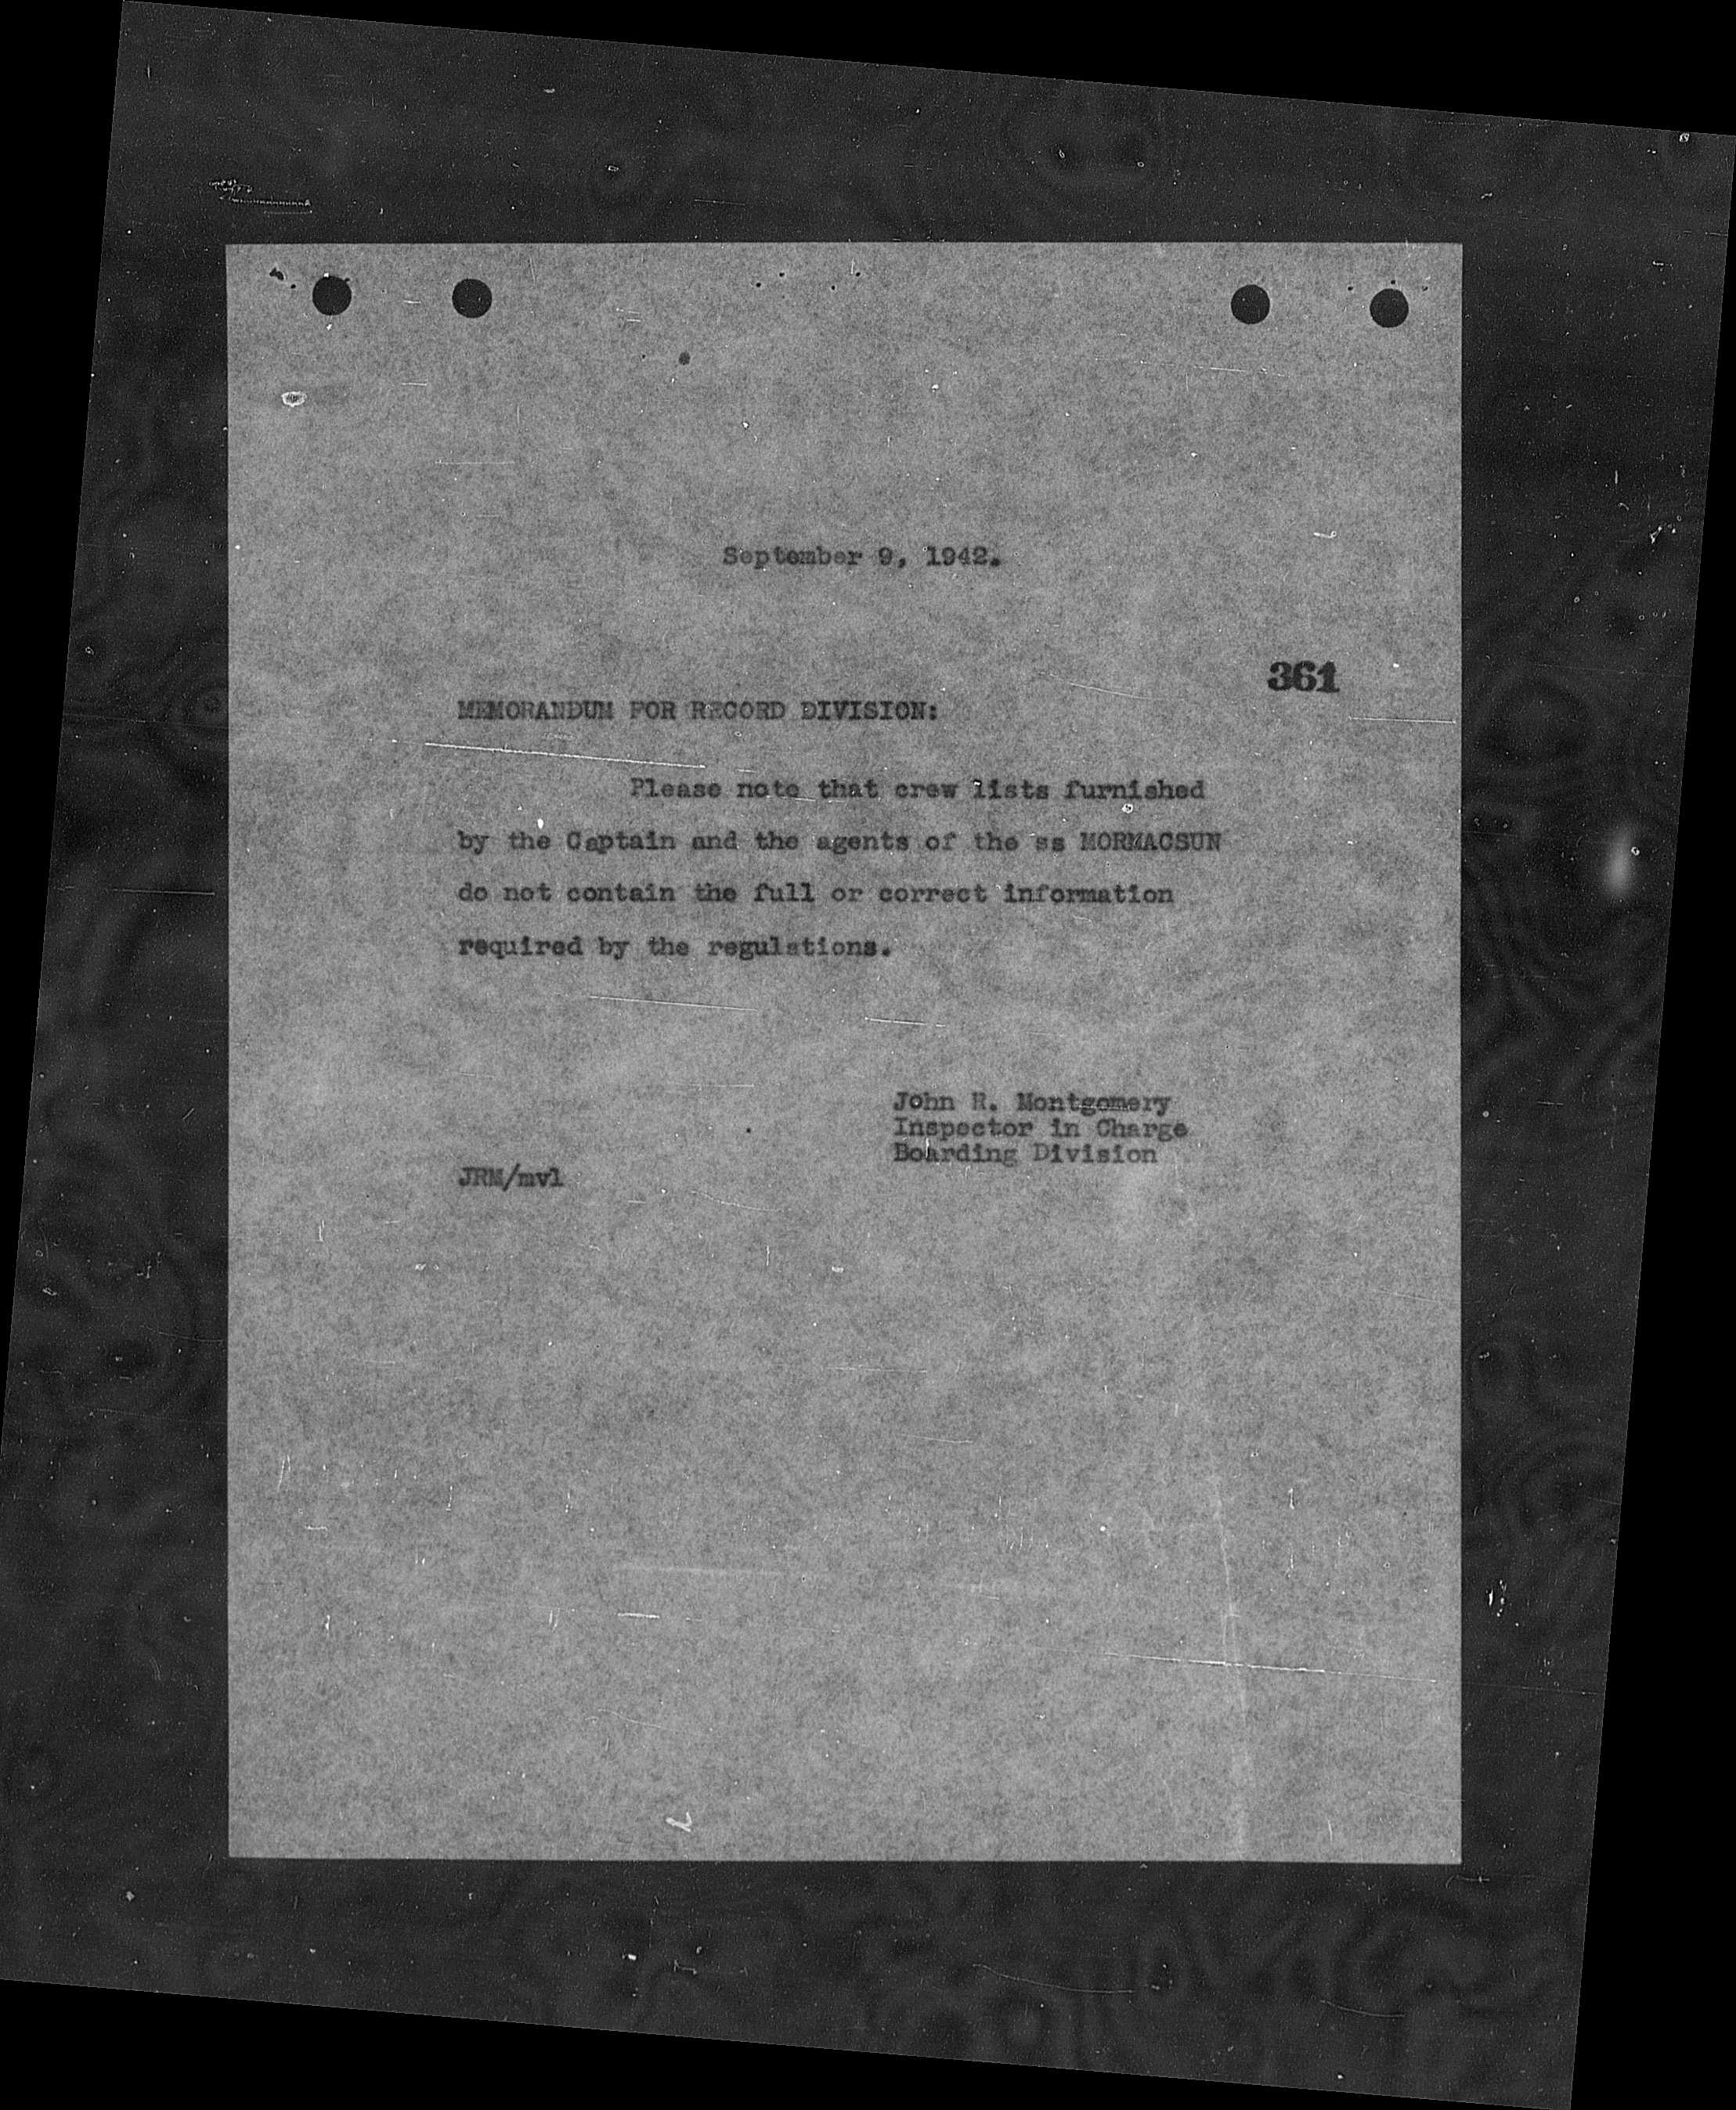 September 9, 1942.
361
MEMORANDUM FOR RECORD DIVISION:
Please note that crew lists furnished
by the Captain and the agents of the ss MORMACSUN
do not contain the full or correct information
required by the regulations.
John R. Montgomery
Inspector in Charge
Boarding Division
JRM/mvl